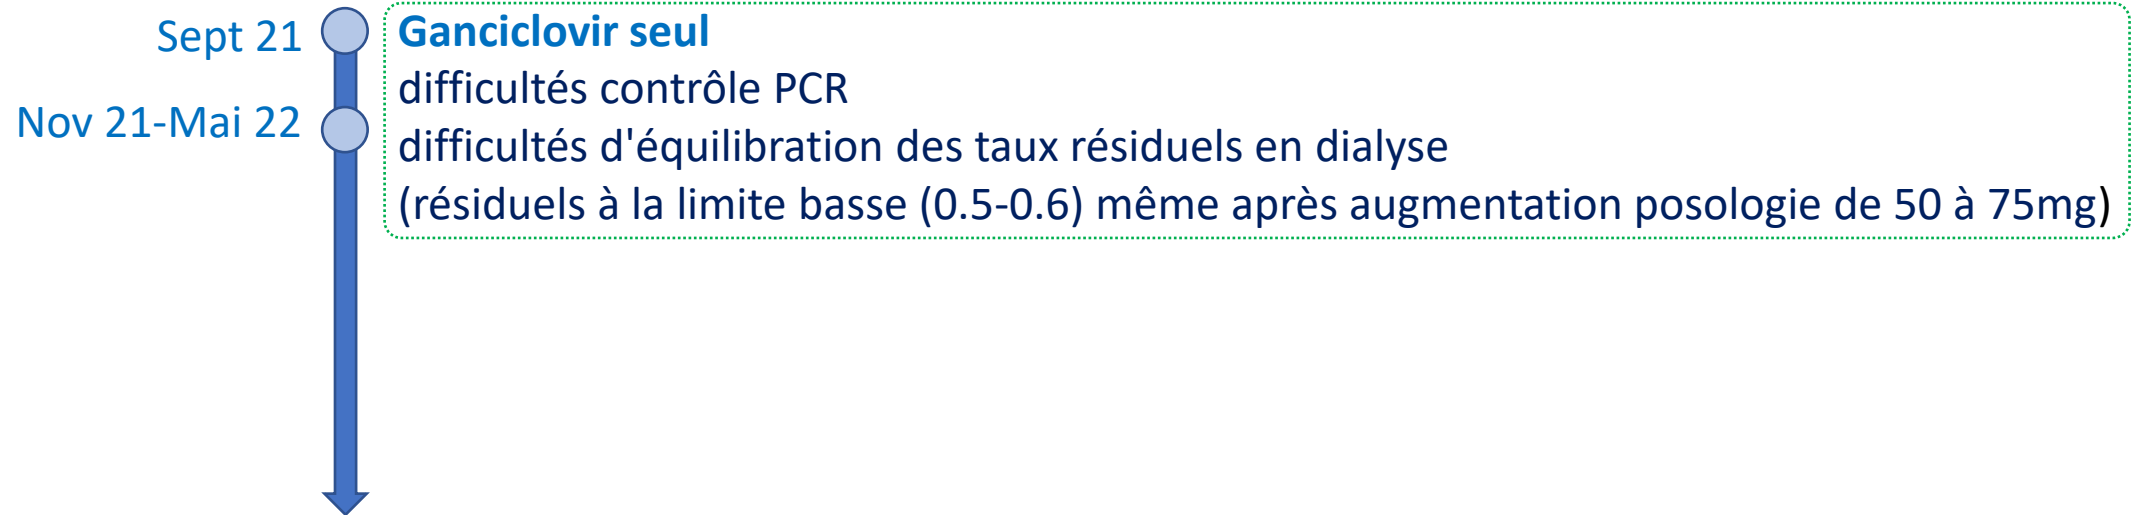 Sept 21
Nov 21-Mai 22
Ganciclovir seul
difficultés contrôle PCR
difficultés d'équilibration des taux résiduels en dialyse
(résiduels à la limite basse (0.5-0.6) même après augmentation posologie de 50 à 75mg)